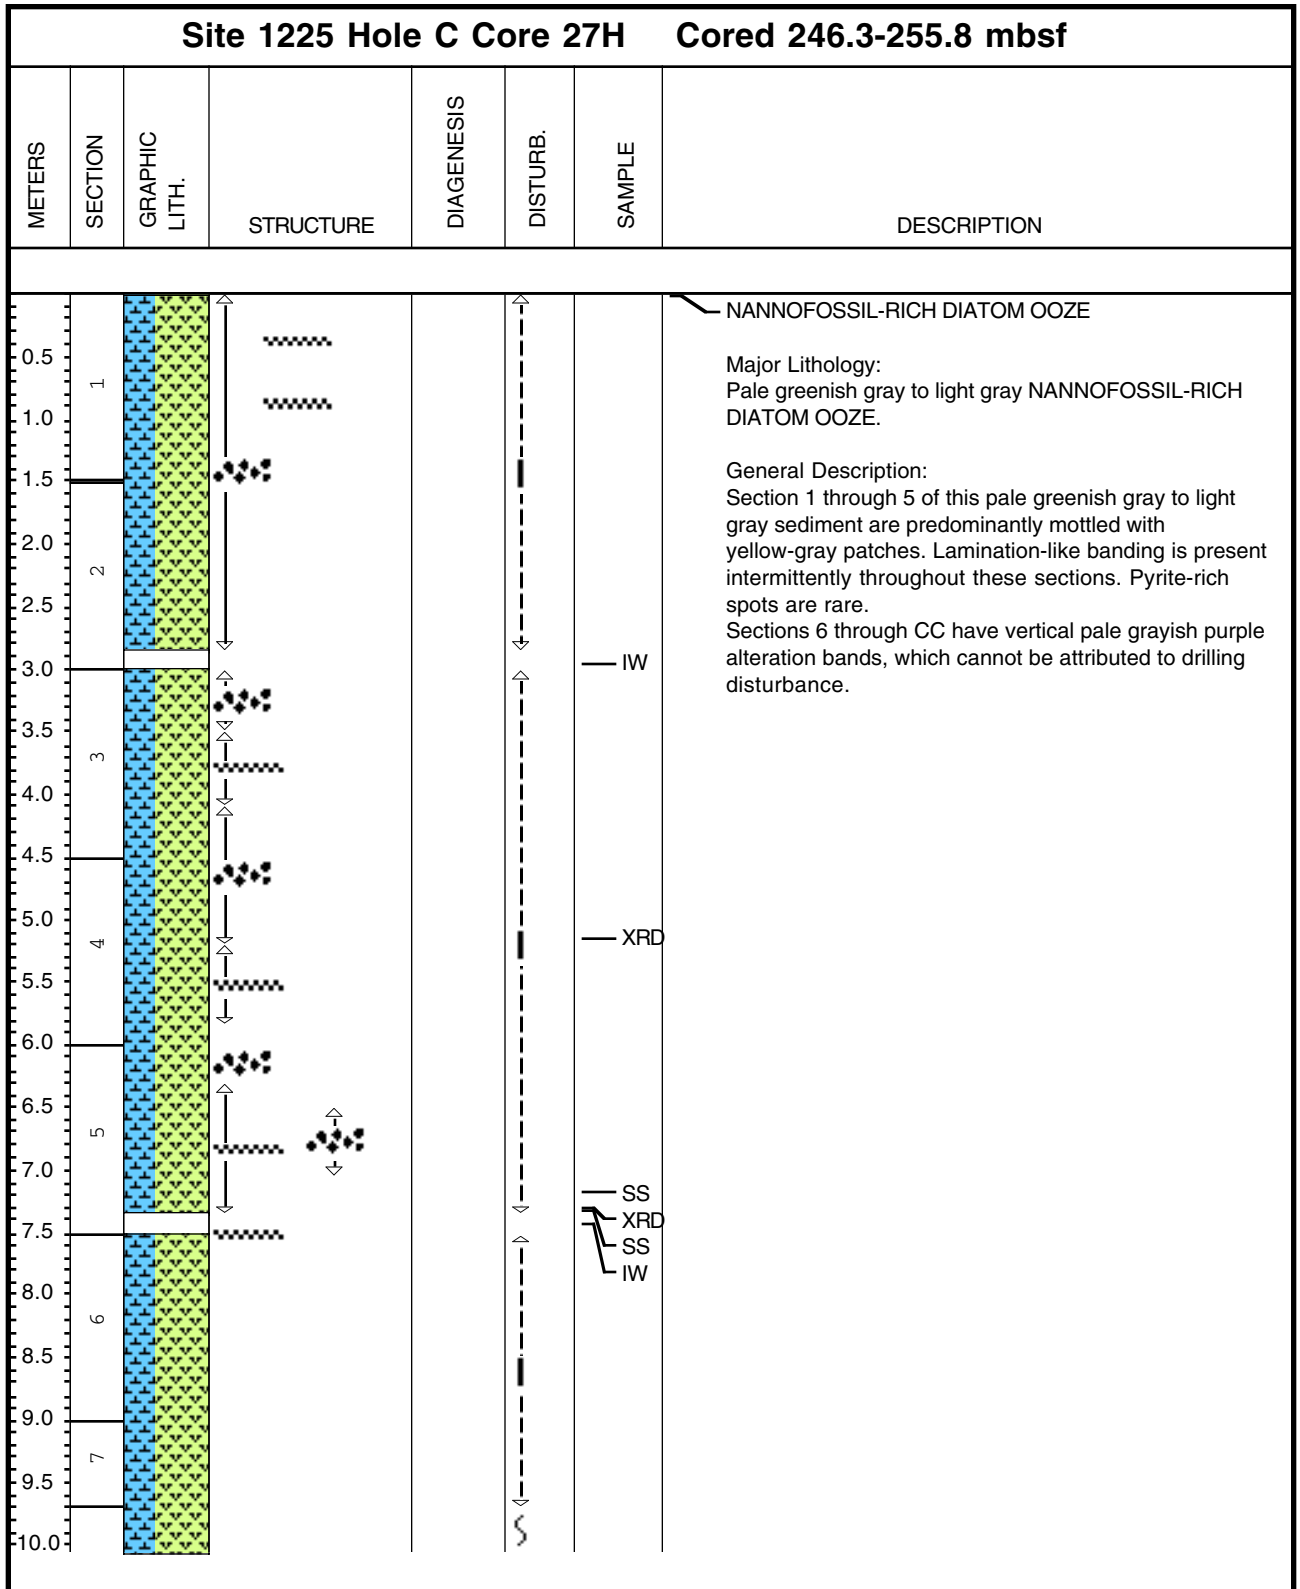 Site 1225 Hole C Core 27H Cored 246.3-255.8 mbsf
METERS
SECTION
GRAPHIC
LITH.
STRUCTURE
DIAGENESIS
DISTURB.
SAMPLE
DESCRIPTION
NANNOFOSSIL-RICH DIATOM OOZE
Major Lithology:
Pale greenish gray to light gray NANNOFOSSIL-RICH
DIATOM OOZE.
General Description:
Section 1 through 5 of this pale greenish gray to light
gray sediment are predominantly mottled with
yellow-gray patches. Lamination-like banding is present
intermittently throughout these sections. Pyrite-rich
spots are rare.
Sections 6 through CC have vertical pale grayish purple
alteration bands, which cannot be attributed to drilling
disturbance.
0.5
1.0
1.5
2.0
2.5
3.0
3.5
4.0
4.5
5.0
5.5
6.0
6.5
7.0
7.5
8.0
8.5
9.0
9.5
10.0
1
2
3
4
5
6
7
IW
XRD
SS
XRD
SS
IW